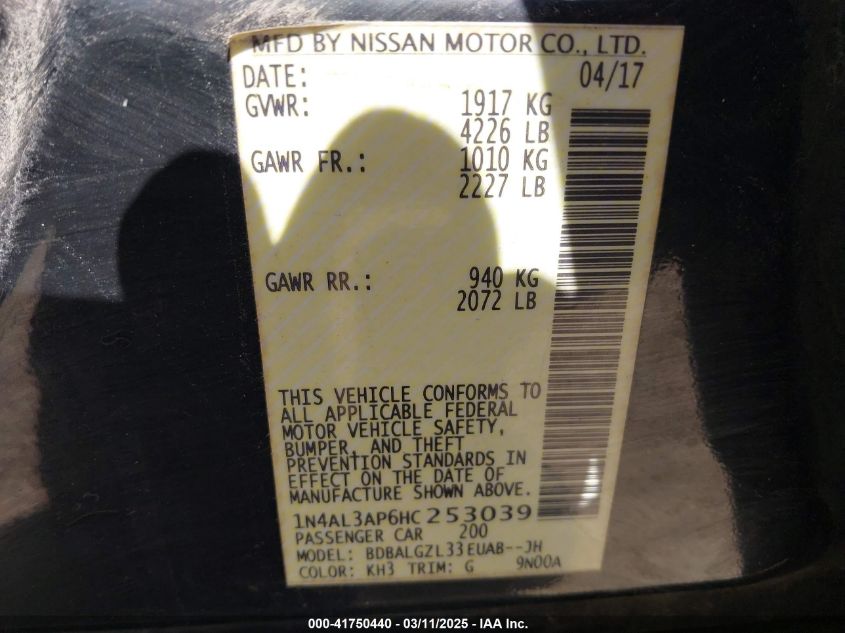 MFD BY NISSAN MOTOR CO., LTD.
DATE: 04/17
GVWR: 1917 KG
4226 LB
GAWR FR.: 1010 KG
2227 LB
GAWR RR.: 940 KG
2072 LB
THIS VEHICLE CONFORMS TO
ALL APPLICABLE FEDERAL
MOTOR VEHICLE SAFETY,
BUMPER, AND THEFT
PREVENTION STANDARDS IN
EFFECT ON THE DATE OF
MANUFACTURE SHOWN ABOVE.
1N4AL3AP6HC253039
PASSENGER CAR 200
MODEL: BDBALGZL33EUAB--JH
COLOR: KH3 TRIM: G 9N00A
000-41750440 - 03/11/2025 - IAA Inc.